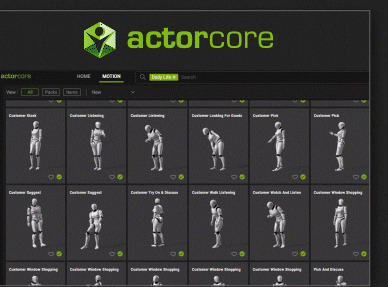 actorcore
actorcore HOME MOTION Daily Life × Search
View : All Packs Items New
Customer Kiosk Customer Listening Customer Listening Customer Looking For Goods Customer Pick Customer Pick
Customer Suggest Customer Suggest Customer Try On & Discuss Customer Walk Listening Customer Watch And Listen Customer Window Shopping
Customer Window Shopping Customer Window Shopping Customer Window Shopping Customer Window Shopping Customer Window Shopping Pick And Discuss